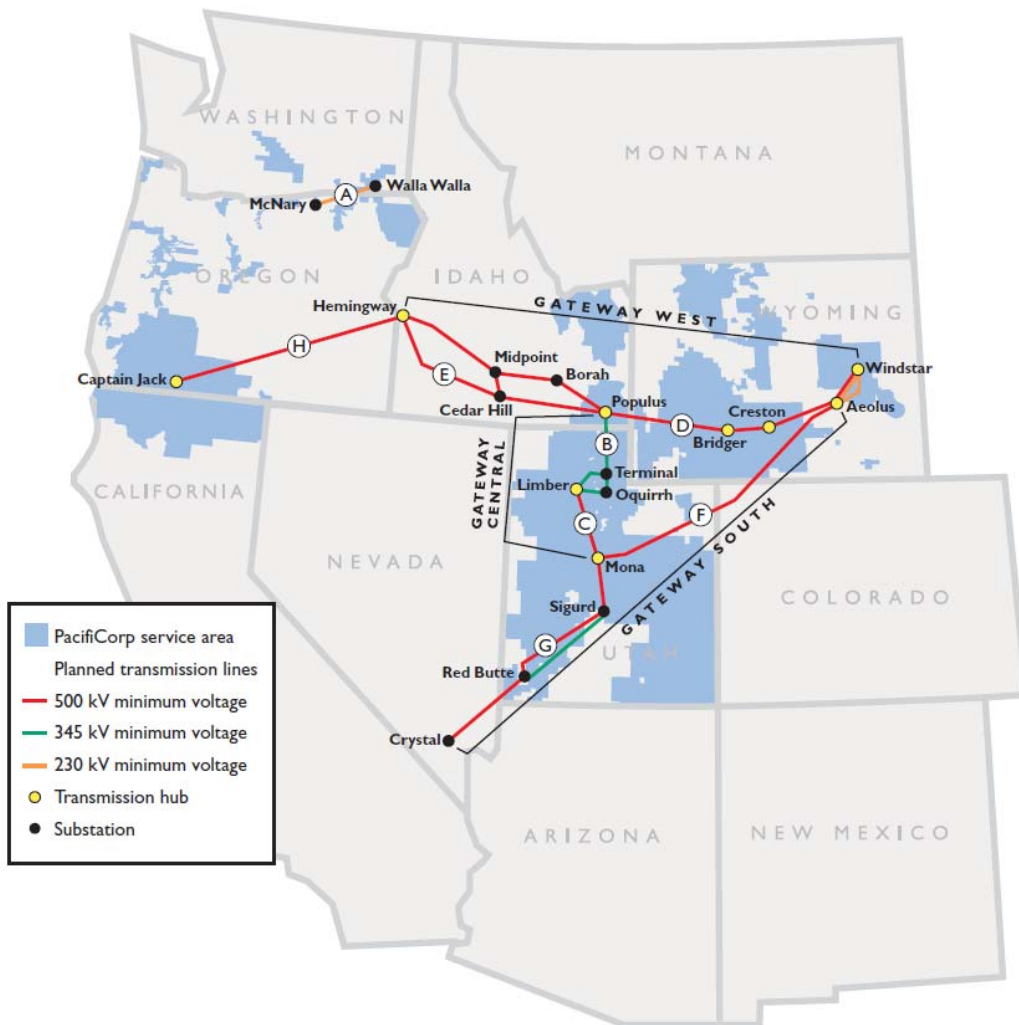 WASHINGTON
MONTANA
Walla Walla
A
McNary
OREGON
IDAHO
Hemingway
GATEWAY WEST
WYOMING
H
Midpoint
Windstar
E
Borah
Captain Jack
Populus
Creston
Aeolus
Cedar Hill
D
Bridger
B
GATEWAY
CENTRAL
Terminal
Limber
Oquirrh
CALIFORNIA
C
F
NEVADA
Mona
GATEWAY SOUTH
COLORADO
Sigurd
G
UTAH
Red Butte
Crystal
PacifiCorp service area
Planned transmission lines
500 kV minimum voltage
345 kV minimum voltage
230 kV minimum voltage
Transmission hub
Substation
ARIZONA
NEW MEXICO